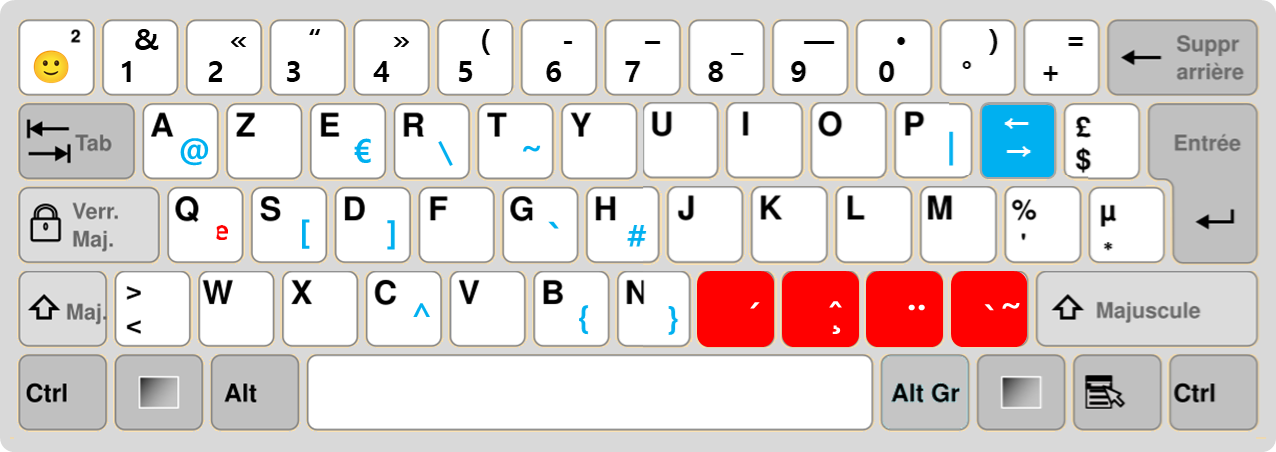 2 & « “ » ( - – _ — • ) = Suppr
🙂 1 2 3 4 5 6 7 8 9 0 ° + ← arrière
Tab A @ Z E € R \ T ~ Y U I O P | ← → £ $ Entrée
Verr. Maj. Q e S [ D ] F G ` H # J K L M % ' µ * ↵
Maj. > < W X C ^ V B { N } ´ ^ ¸ ¨ ` ~ Majuscule
Ctrl Alt Alt Gr Ctrl